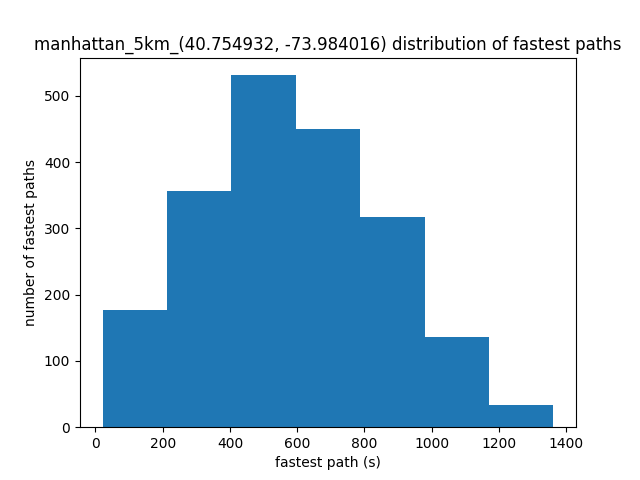 manhattan_5km_(40.754932, -73.984016) distribution of fastest paths
number of fastest paths
500
400
300
200
100
0
0 200 400 600 800 1000 1200 1400
fastest path (s)